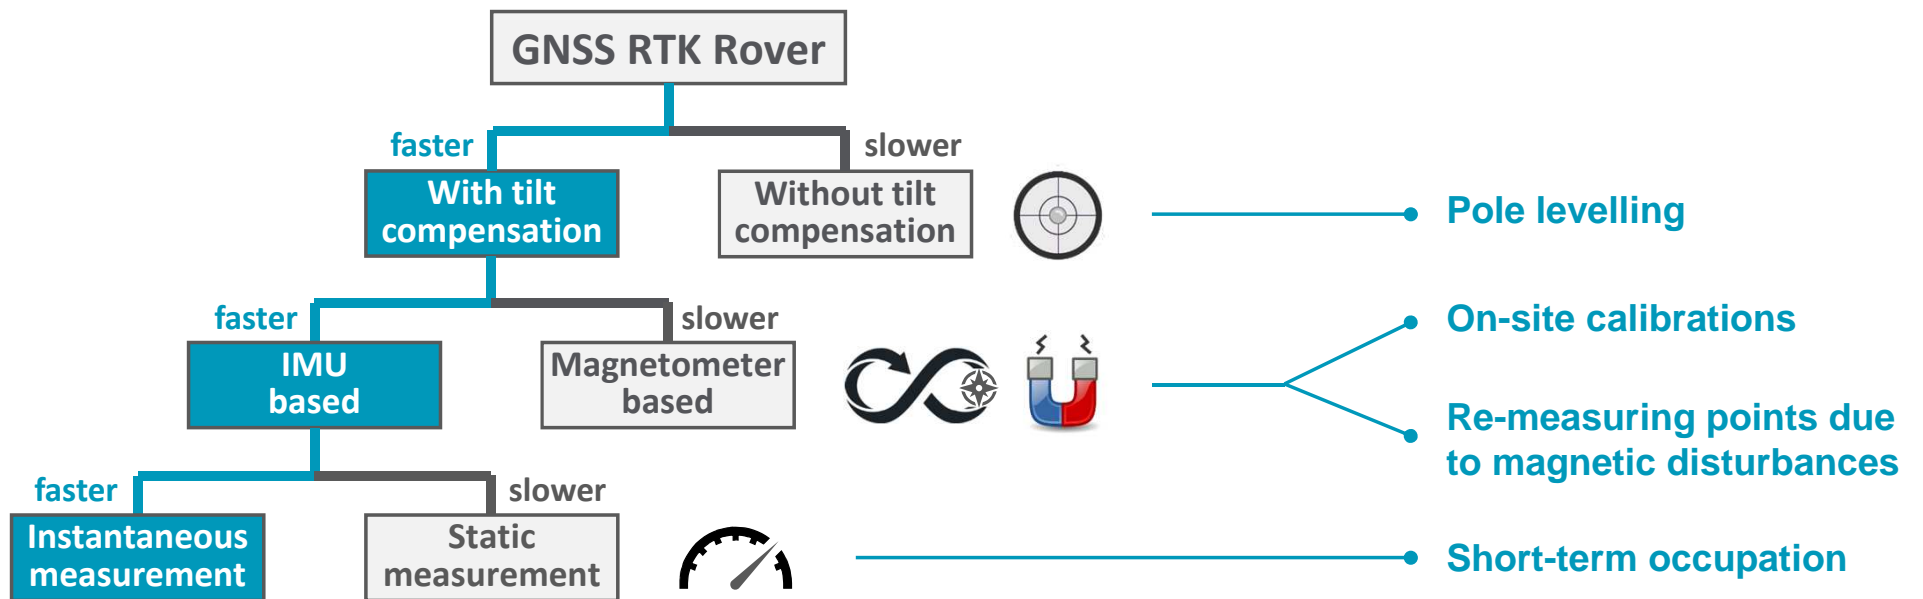 GNSS RTK Rover
faster
slower
With tilt
compensation
Without tilt
compensation
Pole levelling
faster
slower
IMU
based
Magnetometer
based
On-site calibrations
Re-measuring points due
to magnetic disturbances
faster
slower
Instantaneous
measurement
Static
measurement
Short-term occupation